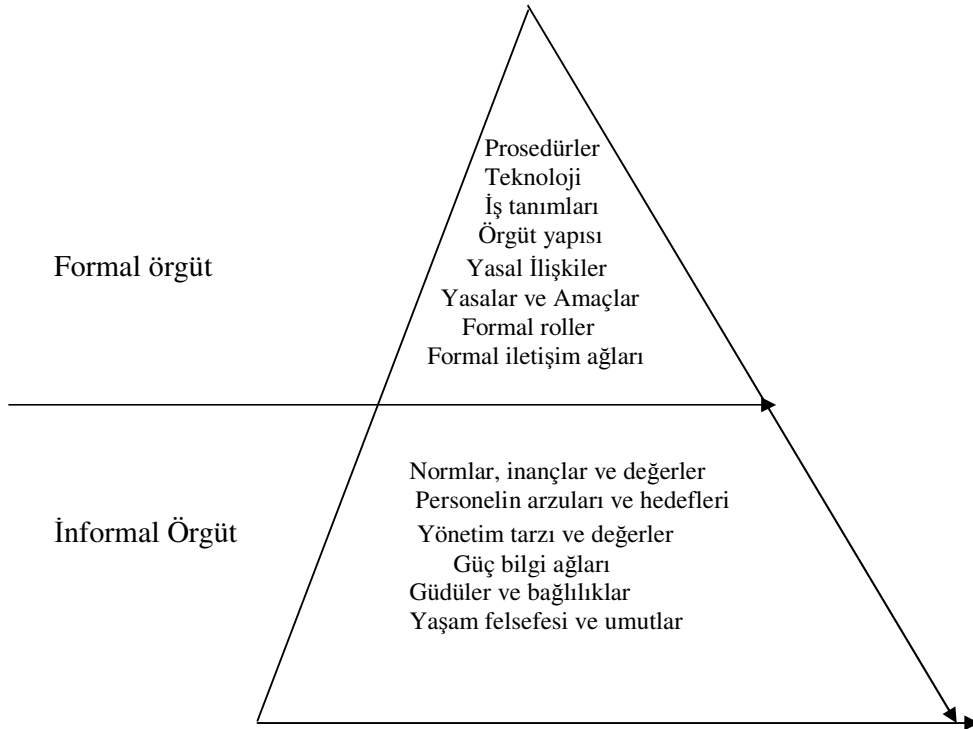 Prosedürler
Teknoloji
İş tanımları
Örgüt yapısı
Formal örgüt
Yasal İlişkiler
Yasalar ve Amaçlar
Formal roller
Formal iletişim ağları
Normlar, inançlar ve değerler
Personelin arzuları ve hedefleri
İnformal Örgüt
Yönetim tarzı ve değerler
Güç bilgi ağları
Güdüler ve bağlılıklar
Yaşam felsefesi ve umutlar